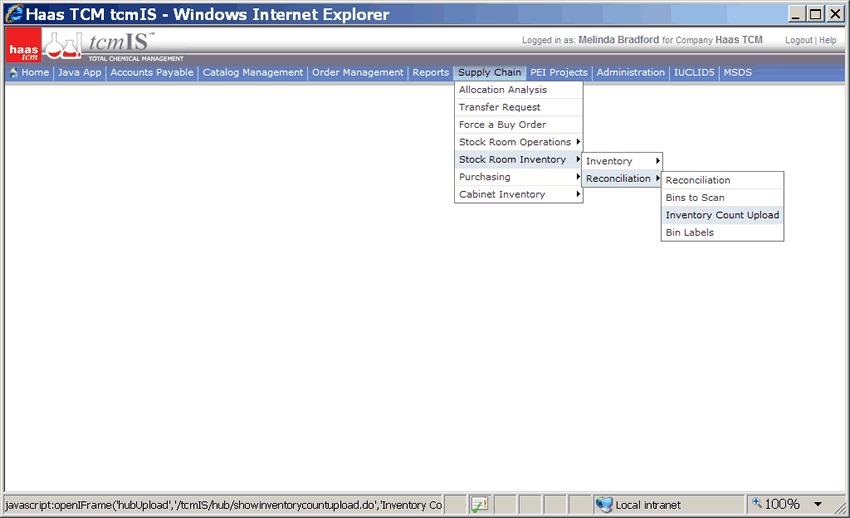 Haas TCM tcmIS - Windows Internet Explorer
haas tcm
tcmIS™
TOTAL CHEMICAL MANAGEMENT
Logged in as: Melinda Bradford for Company Haas TCM
Logout | Help
Home | Java App | Accounts Payable | Catalog Management | Order Management | Reports | Supply Chain | PEI Projects | Administration | IUCLID5 | MSDS
Allocation Analysis
Transfer Request
Force a Buy Order
Stock Room Operations
Stock Room Inventory
Purchasing
Cabinet Inventory
Inventory
Reconciliation
Reconciliation
Bins to Scan
Inventory Count Upload
Bin Labels
javascript:openIFrame('hubUpload','/tcmIS/hub/showinventorycountupload.do','Inventory Co
Local intranet
100%